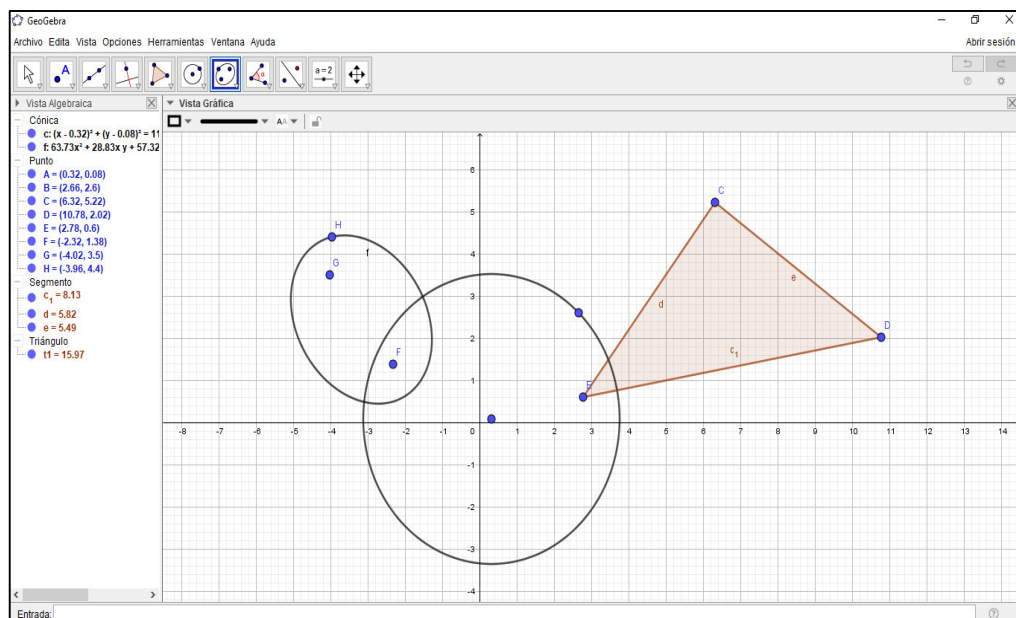 GeoGebra
Archivo Edita Vista Opciones Herramientas Ventana Ayuda
Abrir sesión
A
α
a = 2
Vista Algebraica
Vista Gráfica
AA
Cónica
c: (x - 0.32)² + (y - 0.08)² = 11
f: 63.73x² + 28.83x y + 57.32
Punto
A = (0.32, 0.08)
B = (2.66, 2.6)
C = (6.32, 5.22)
D = (10.78, 2.02)
E = (2.78, 0.6)
F = (-2.32, 1.38)
G = (-4.02, 3.5)
H = (-3.96, 4.4)
Segmento
c₁ = 8.13
d = 5.82
e = 5.49
Triángulo
t1 = 15.97
6
5
4
3
2
1
-8 -7 -6 -5 -4 -3 -2 -1 0 1 2 3 4 5 6 7 8 9 10 11 12 13 14
-1
-2
-3
-4
H
f
G
F
C
d
e
D
c₁
E
Entrada: